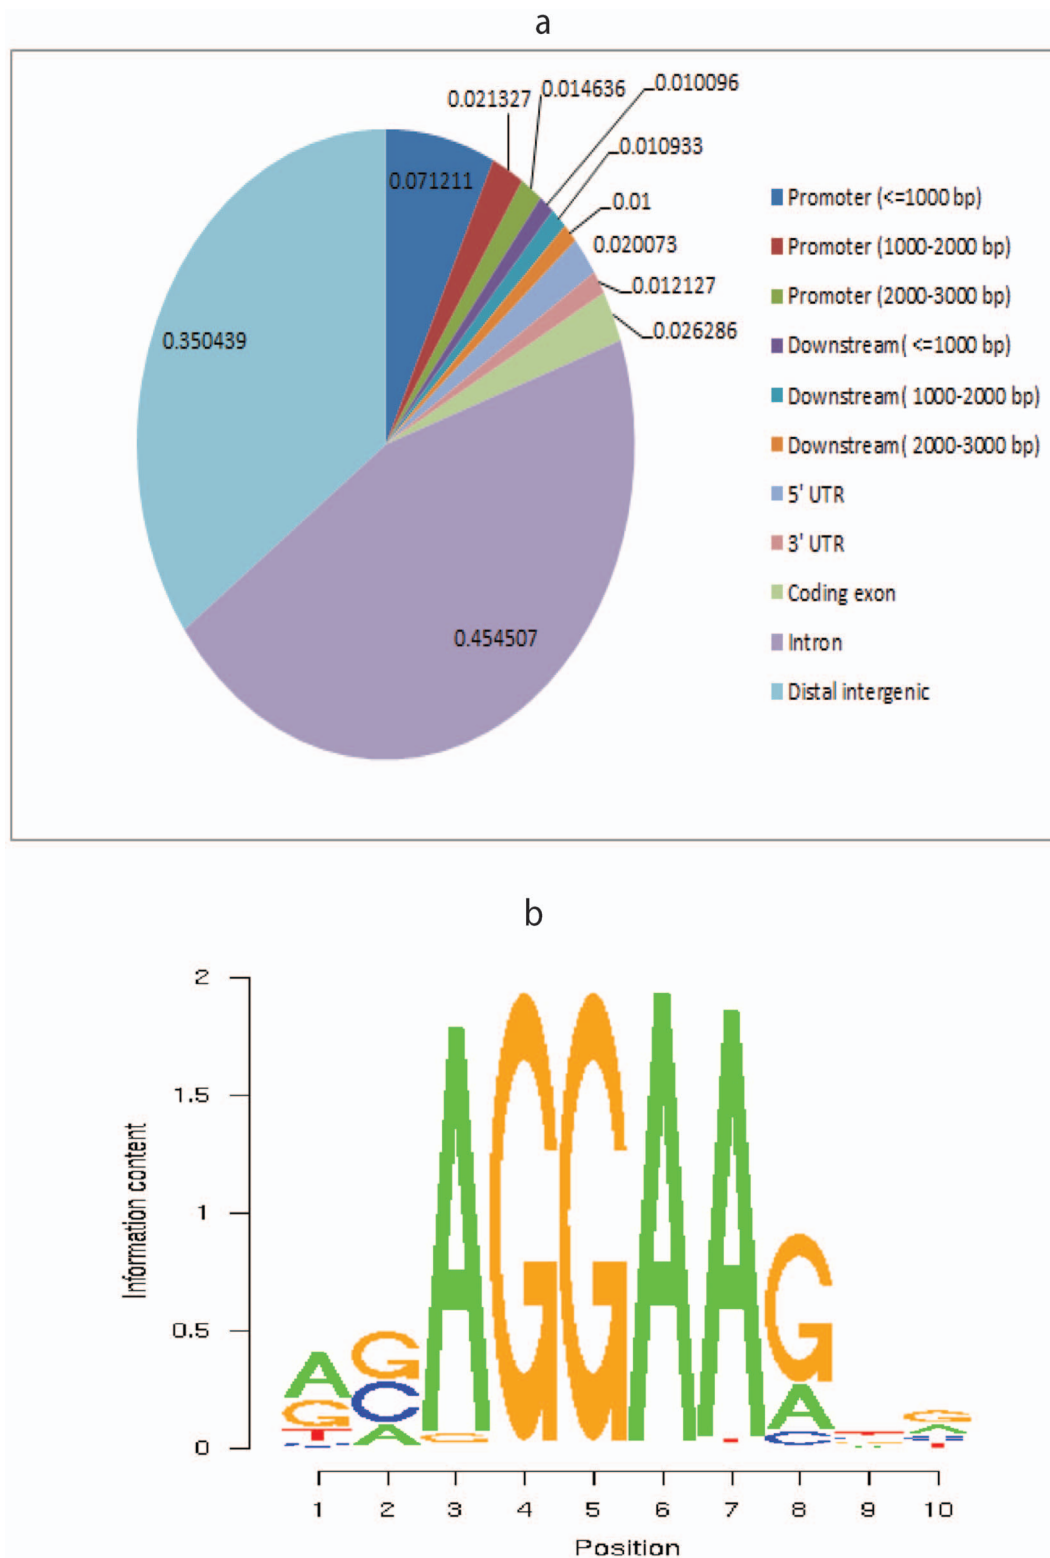 a
0.010096
0.014636
0.021327
0.010933
0.071211
0.01
0.020073
0.012127
0.026286
0.350439
0.454507
Promoter (<=1000 bp)
Promoter (1000-2000 bp)
Promoter (2000-3000 bp)
Downstream( <=1000 bp)
Downstream( 1000-2000 bp)
Downstream( 2000-3000 bp)
5' UTR
3' UTR
Coding exon
Intron
Distal intergenic
b
Information content
2
1.5
1
0.5
0
A G T
G C A
A G
G
G
A
A
G A C
T
G A
1 2 3 4 5 6 7 8 9 10
Position